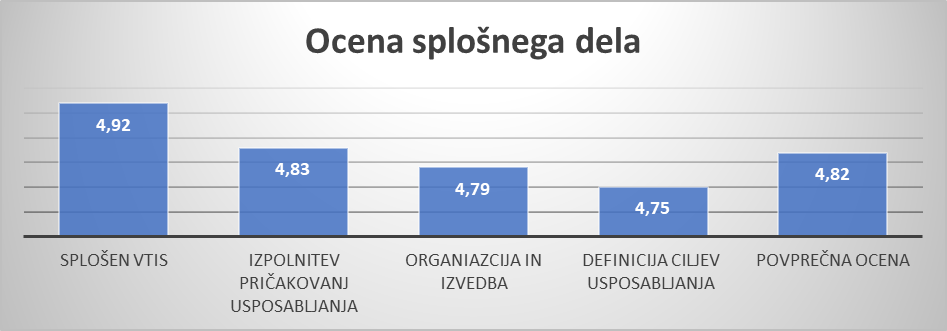 Ocena splošnega dela
4,92
4,83
4,79
4,75
4,82
SPLOŠEN VTIS
IZPOLNITEV
PRIČAKOVANJ
USPOSABLJANJA
ORGANIAZCIJA IN
IZVEDBA
DEFINICIJA CILJEV
USPOSABLJANJA
POVPREČNA OCENA